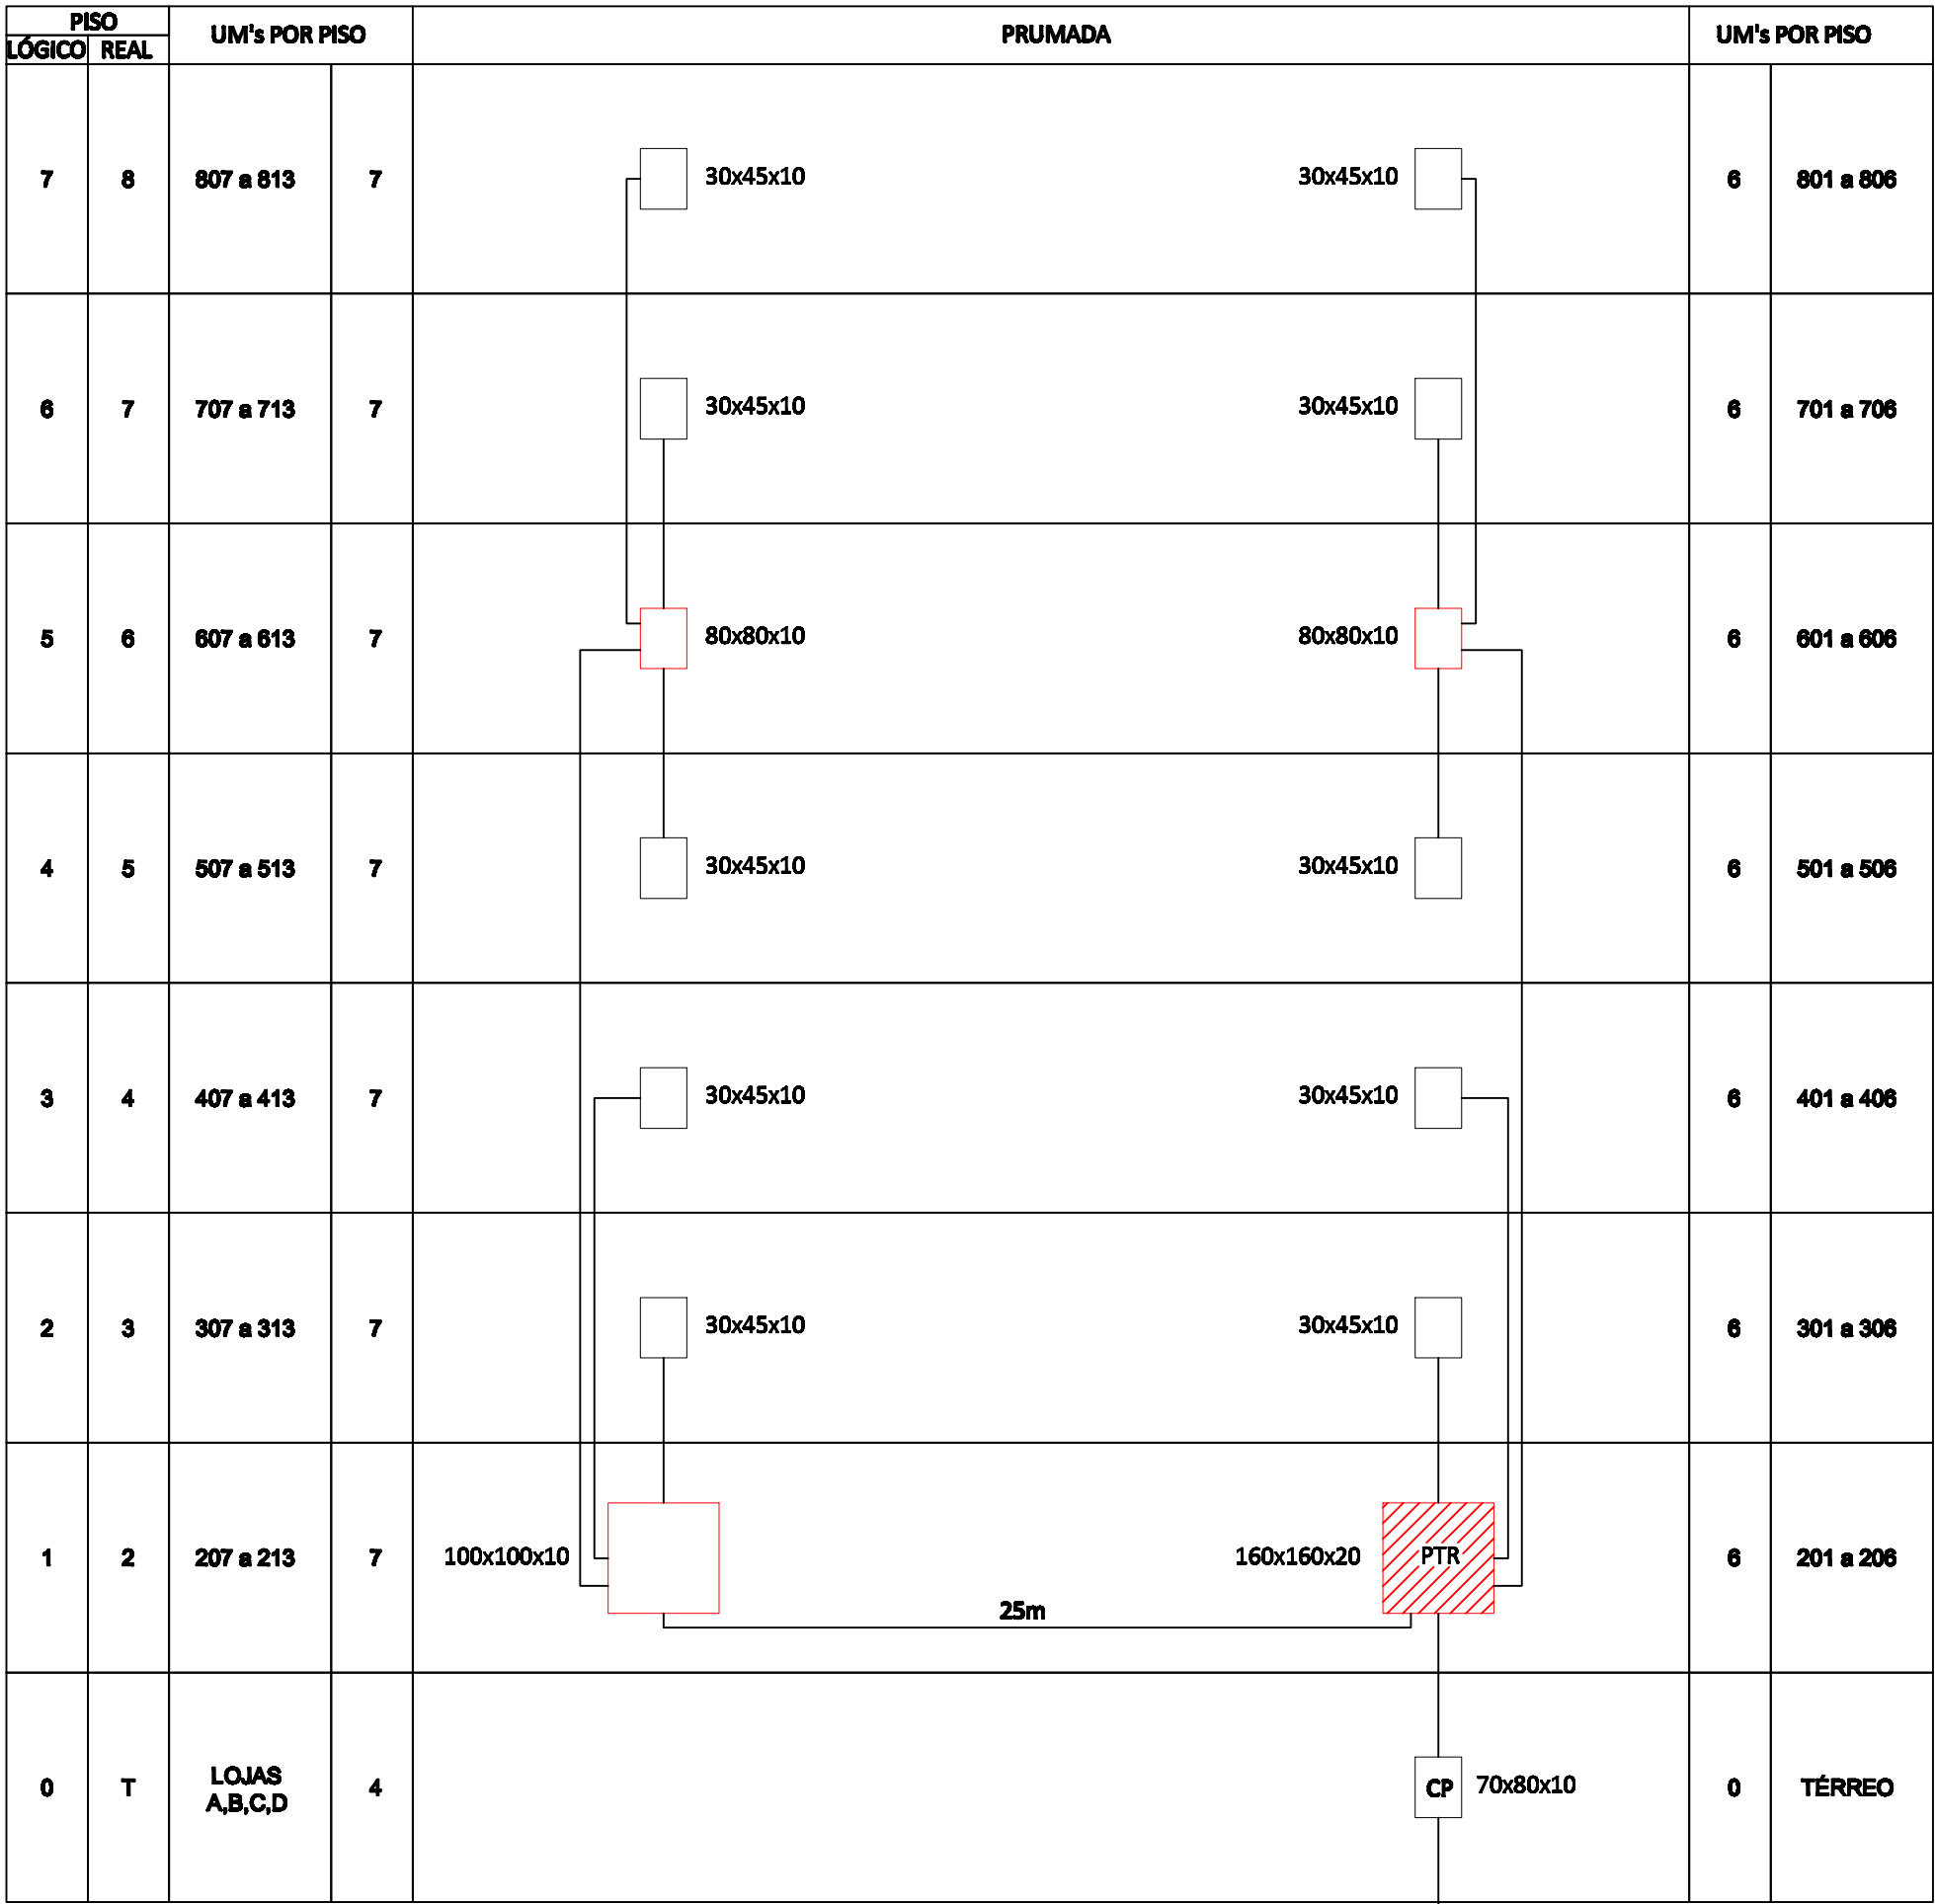 PISO
LÓGICO REAL
UM's POR PISO
PRUMADA
UM's POR PISO
7 8 807 a 813 7 30x45x10 30x45x10 6 801 a 806
6 7 707 a 713 7 30x45x10 30x45x10 6 701 a 706
5 6 607 a 613 7 80x80x10 80x80x10 6 601 a 606
4 5 507 a 513 7 30x45x10 30x45x10 6 501 a 506
3 4 407 a 413 7 30x45x10 30x45x10 6 401 a 406
2 3 307 a 313 7 30x45x10 30x45x10 6 301 a 306
1 2 207 a 213 7 100x100x10 160x160x20 PTR 6 201 a 206
25m
0 T LOJAS
A,B,C,D 4 CP 70x80x10 0 TÉRREO